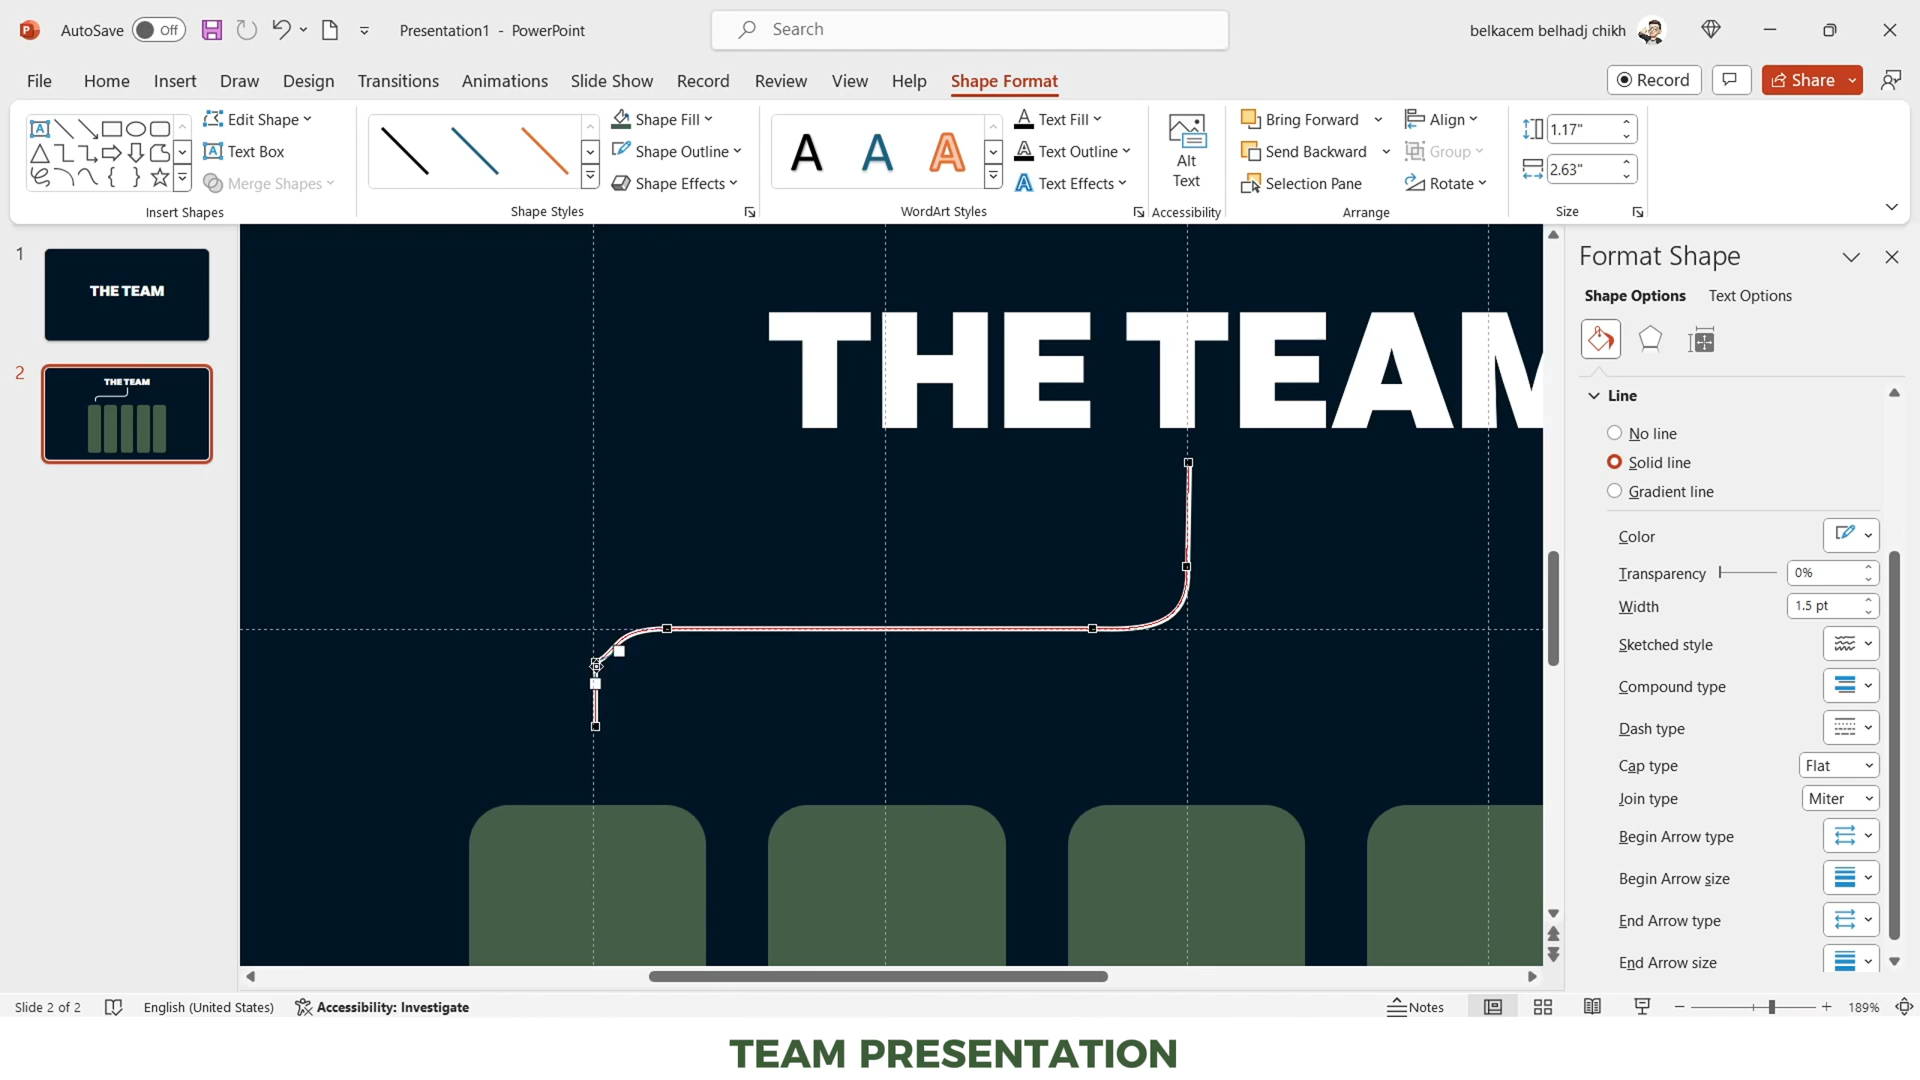 AutoSave Off Presentation1 - PowerPoint Search belkacem belhadj chikh
File Home Insert Draw Design Transitions Animations Slide Show Record Review View Help Shape Format Record Share
Edit Shape Shape Fill Text Fill Bring Forward Align 1.17"
Text Box Shape Outline Text Outline Alt Text Send Backward Group
Merge Shapes Shape Effects Text Effects Selection Pane Rotate 2.63"
Insert Shapes Shape Styles WordArt Styles Accessibility Arrange Size
A A A
1
THE TEAM
2
THE TEAM
THE TEAM
Format Shape
Shape Options Text Options
Line
No line
Solid line
Gradient line
Color
Transparency 0%
Width 1.5 pt
Sketched style
Compound type
Dash type
Cap type Flat
Join type Miter
Begin Arrow type
Begin Arrow size
End Arrow type
End Arrow size
Slide 2 of 2 English (United States) Accessibility: Investigate Notes 189%
TEAM PRESENTATION